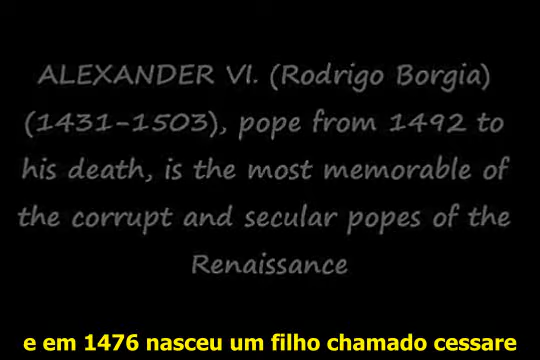 ALEXANDER VI. (Rodrigo Borgia)
(1431-1503), pope from 1492 to
his death, is the most memorable of
the corrupt and secular popes of the
Renaissance
e em 1476 nasceu um filho chamado cessare